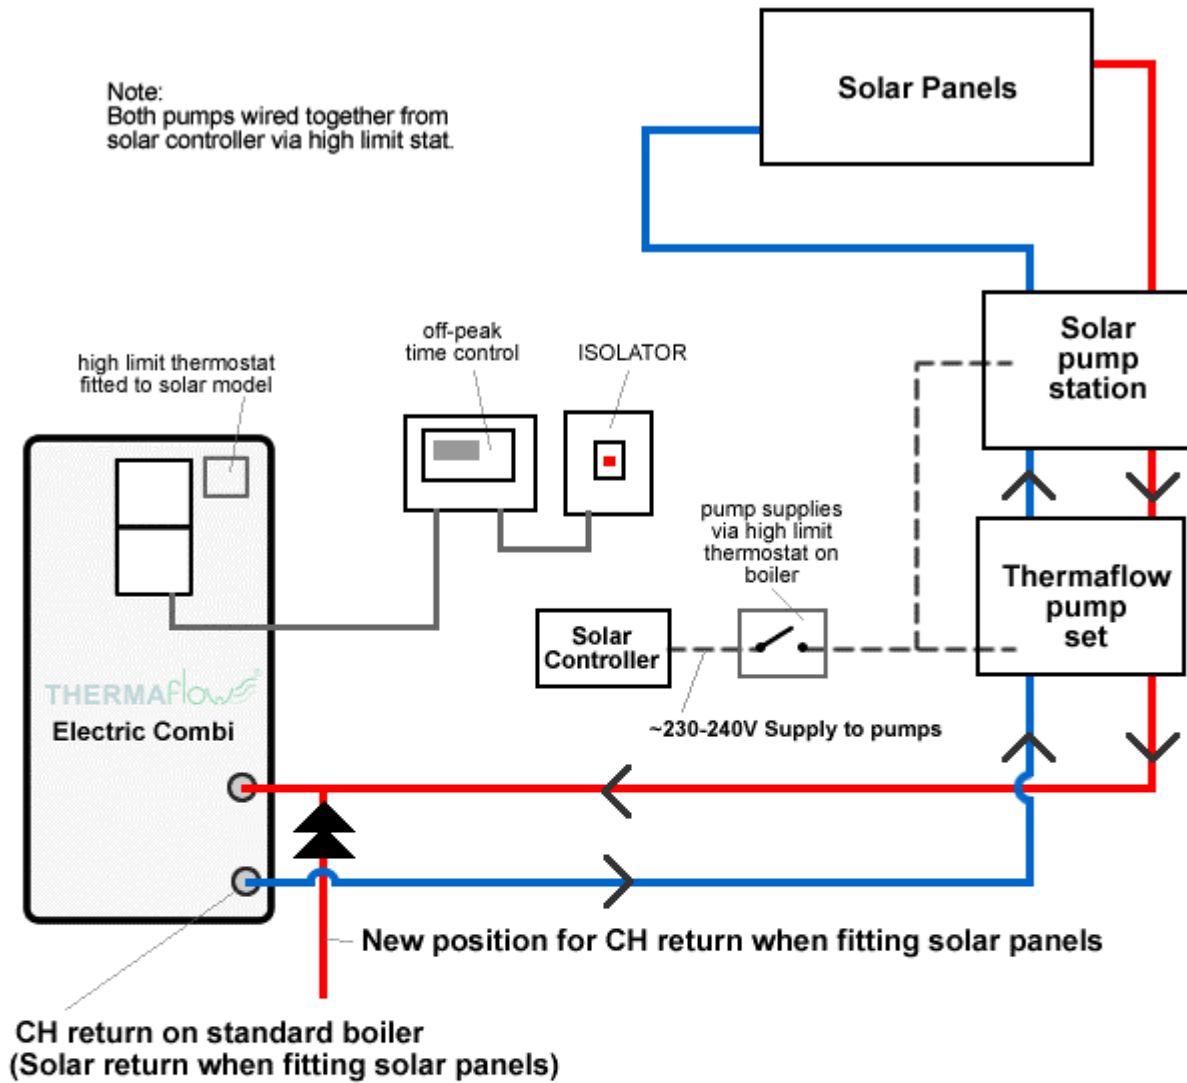 Note:
Both pumps wired together from
solar controller via high limit stat.
Solar Panels
Solar
pump
station
off-peak
time control
ISOLATOR
high limit thermostat
fitted to solar model
pump supplies
via high limit
thermostat on
boiler
Thermaflow
pump
set
Solar
Controller
THERMAflow
Electric Combi
~230-240V Supply to pumps
New position for CH return when fitting solar panels
CH return on standard boiler
(Solar return when fitting solar panels)